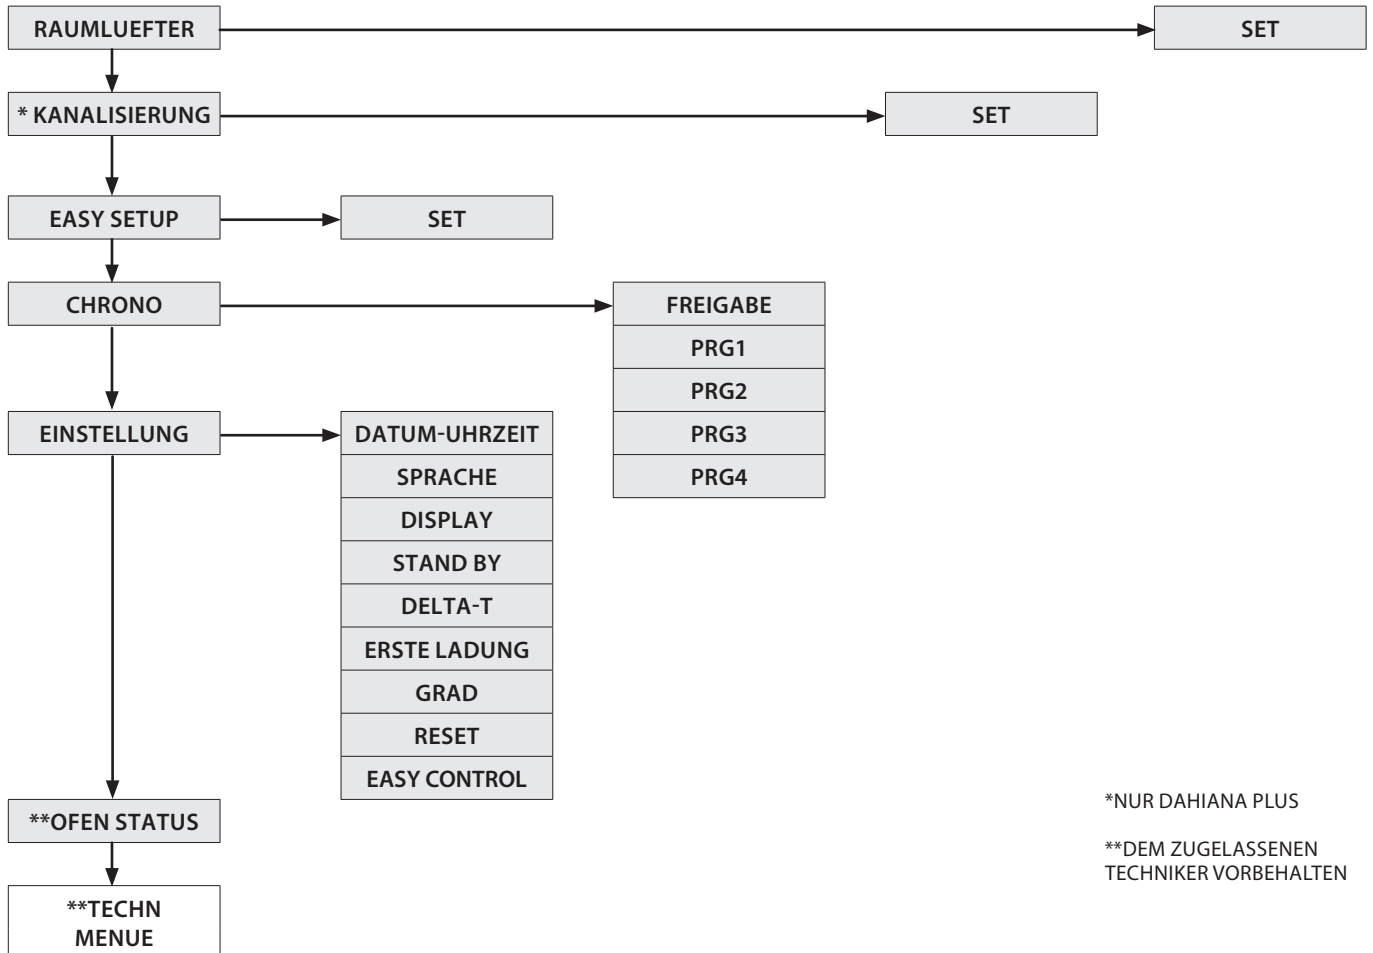 RAUMLUEFTER
SET
* KANALISIERUNG
SET
EASY SETUP
SET
CHRONO
FREIGABE
PRG1
PRG2
PRG3
PRG4
EINSTELLUNG
DATUM-UHRZEIT
SPRACHE
DISPLAY
STAND BY
DELTA-T
ERSTE LADUNG
GRAD
RESET
EASY CONTROL
**OFEN STATUS
**TECHN
MENUE
*NUR DAHIANA PLUS
**DEM ZUGELASSENEN
TECHNIKER VORBEHALTEN